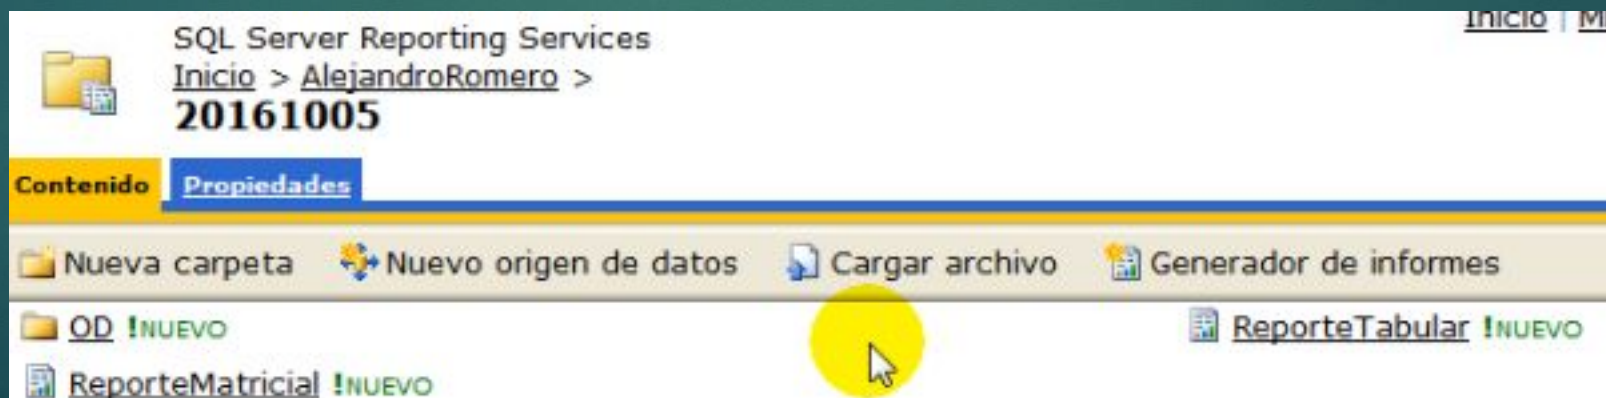 Inicio | M
SQL Server Reporting Services
Inicio > AlejandroRomero >
20161005
Contenido Propiedades
Nueva carpeta Nuevo origen de datos Cargar archivo Generador de informes
OD !NUEVO ReporteTabular !NUEVO
ReporteMatricial !NUEVO